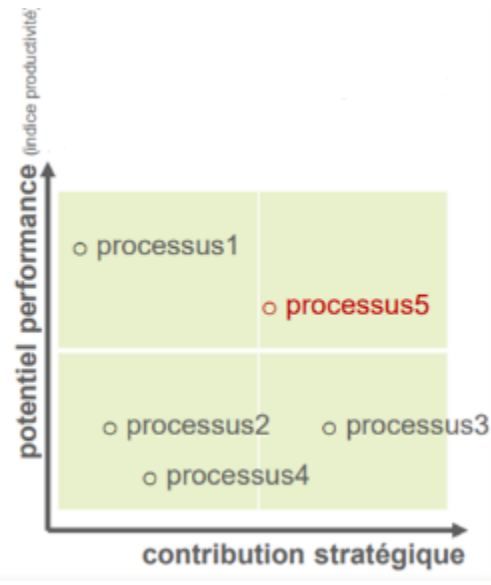 potentiel performance (indice productivité)
processus1
processus5
processus2
processus3
processus4
contribution stratégique